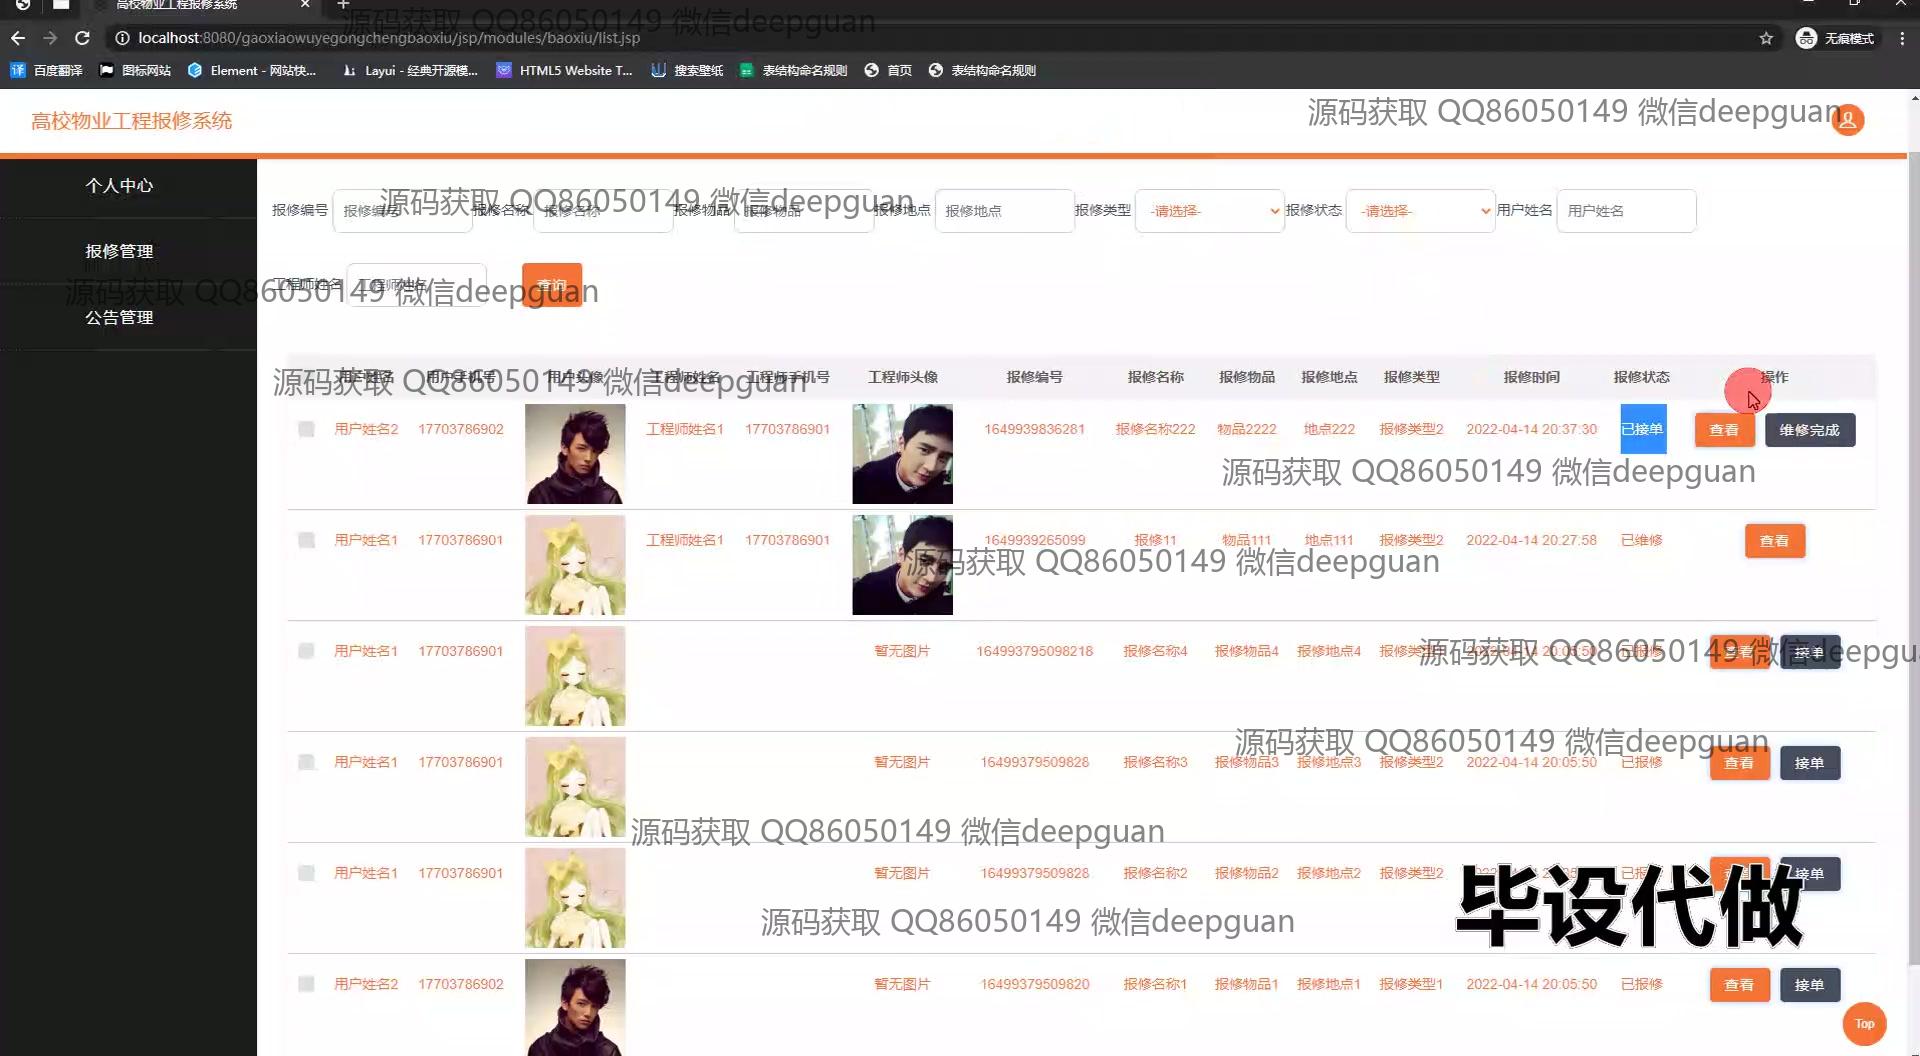 高校物业工程报修系统
源码获取 QQ86050149 微信deepguan
localhost:8080/gaoxiaowuyegongchengbaoxiu/jsp/modules/baoxiu/list.jsp
无痕模式
百度翻译 图标网站 Element - 网站快... Layui - 经典开源模... HTML5 Website T... 搜索壁纸 表结构命名规则 首页 表结构命名规则
高校物业工程报修系统
源码获取 QQ86050149 微信deepguan
个人中心
报修管理
公告管理
源码获取 QQ86050149 微信deepguan
报修编号 报修编号 报修名称 报修名称 报修物品 报修物品 报修地点 报修地点 报修类型 -请选择- 报修状态 -请选择- 用户姓名 用户姓名
工程师姓名 工程师姓名 查询
源码获取 QQ86050149 微信deepguan
用户姓名 用户手机号 用户头像 工程师姓名 工程师手机号 工程师头像 报修编号 报修名称 报修物品 报修地点 报修类型 报修时间 报修状态 操作
源码获取 QQ86050149 微信deepguan
用户姓名2 17703786902 工程师姓名1 17703786901 1649939836281 报修名称222 物品2222 地点222 报修类型2 2022-04-14 20:37:30 已接单 查看 维修完成
源码获取 QQ86050149 微信deepguan
用户姓名1 17703786901 工程师姓名1 17703786901 1649939265099 报修11 物品111 地点111 报修类型2 2022-04-14 20:27:58 已维修 查看
源码获取 QQ86050149 微信deepguan
用户姓名1 17703786901 暂无图片 164993795098218 报修名称4 报修物品4 报修地点4 2022-04-14 20:05:50 已报修 查看 接单
源码获取 QQ86050149 微信deepgu
源码获取 QQ86050149 微信deepguan
用户姓名1 17703786901 暂无图片 16499379509828 报修名称3 报修物品3 报修地点3 报修类型2 2022-04-14 20:05:50 已报修 查看 接单
源码获取 QQ86050149 微信deepguan
用户姓名1 17703786901 暂无图片 16499379509828 报修名称2 报修物品2 报修地点2 报修类型2 接单
毕设代做
源码获取 QQ86050149 微信deepguan
用户姓名2 17703786902 暂无图片 16499379509820 报修名称1 报修物品1 报修地点1 报修类型1 2022-04-14 20:05:50 已报修 查看 接单
Top